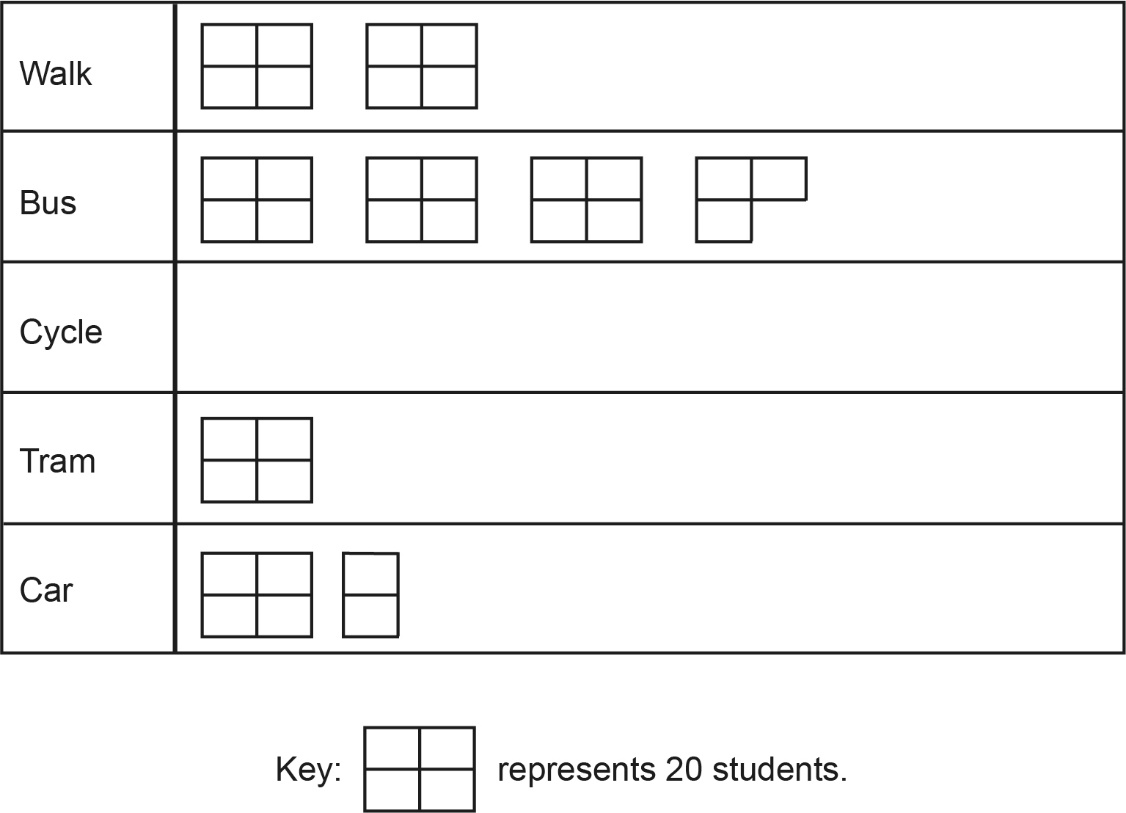 Walk
Bus
Cycle
Tram
Car
Key: represents 20 students.